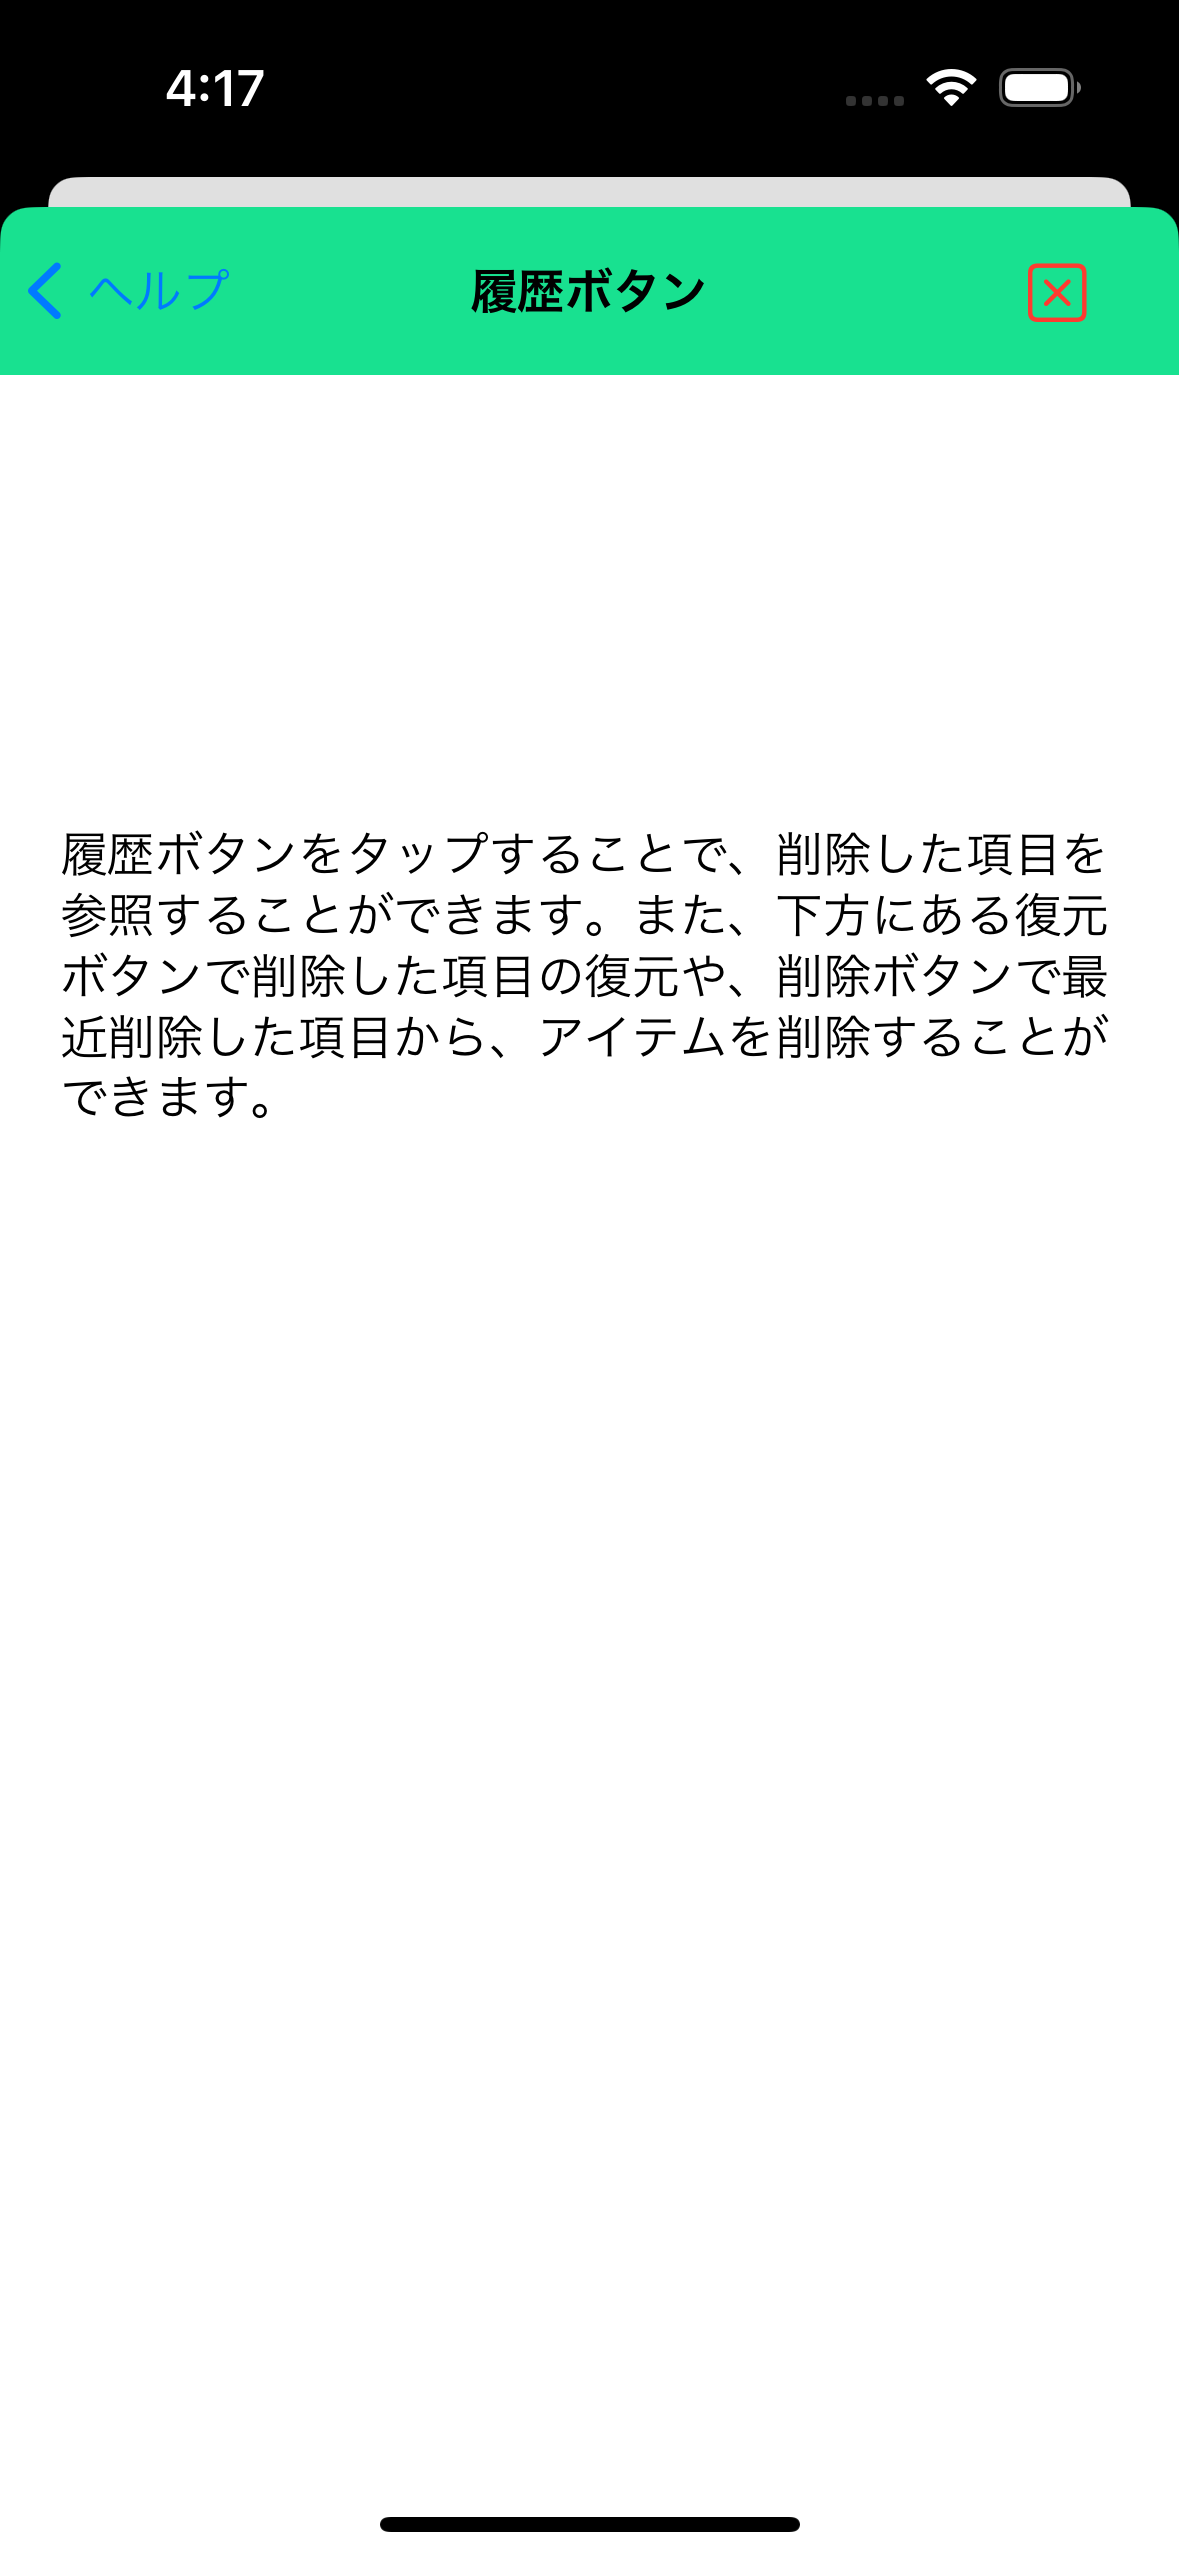 4:17
ヘルプ
履歴ボタン
履歴ボタンをタップすることで、削除した項目を
参照することができます。また、下方にある復元
ボタンで削除した項目の復元や、削除ボタンで最
近削除した項目から、アイテムを削除することが
できます。